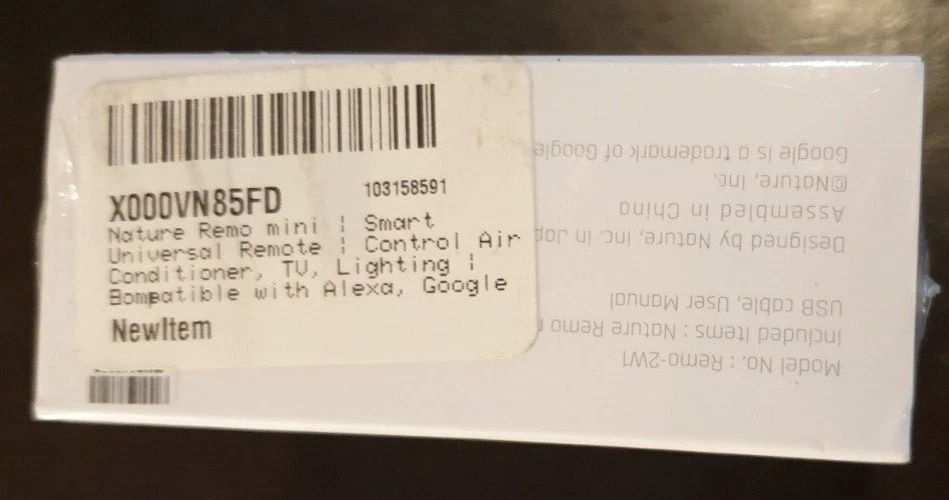 X000VN85FD
103158591
Nature Remo mini | Smart
Universal Remote | Control Air
Conditioner, TV, Lighting |
Bompatible with Alexa, Google
NewItem
Model No. : Remo-2W1
Included Items : Nature Remo
USB cable, User Manual
Designed by Nature, Inc. in
Assembled in China
©Nature, Inc.
Google is a trademark of Google